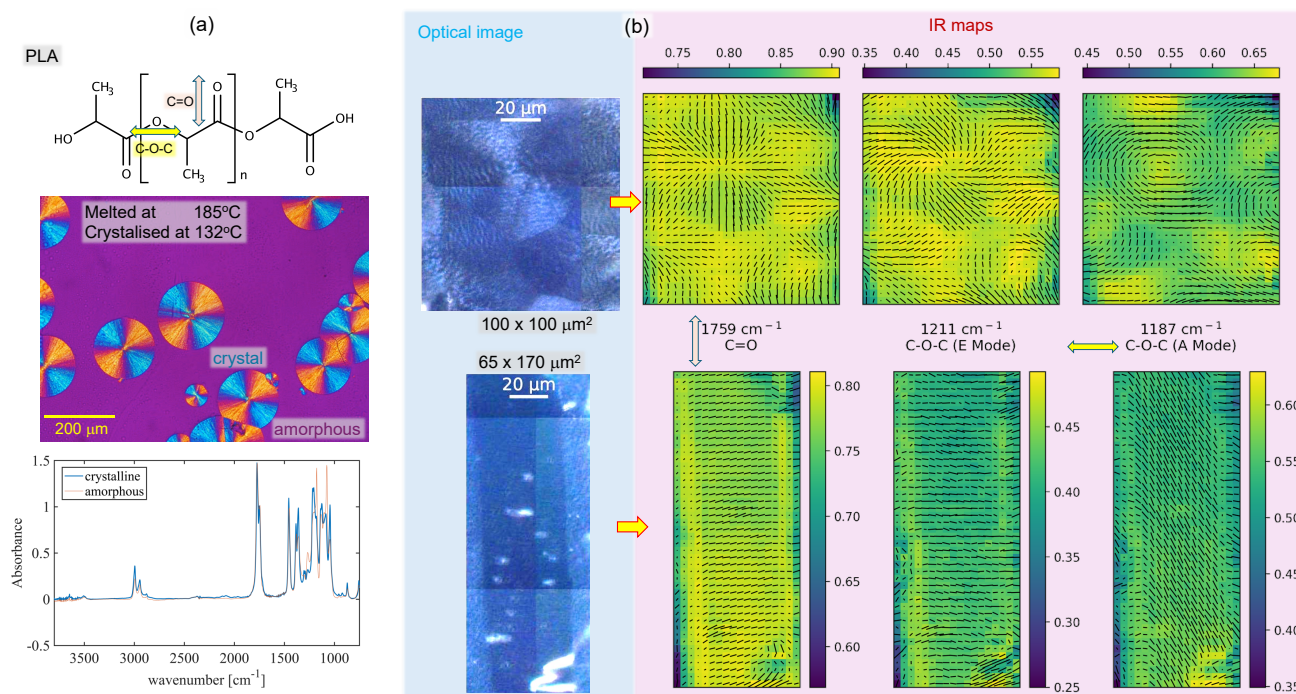 (a)
PLA
CH₃
O
C=O
O
CH₃
OH
HO
O
O
C-O-C
CH₃
O
O
n
Melted at 185°C
Crystalised at 132°C
crystal
200 μm
amorphous
1.5
1
0.5
0
-0.5
Absorbance
crystalline
amorphous
3500 3000 2500 2000 1500 1000
wavenumber [cm⁻¹]
(b)
Optical image
IR maps
20 μm
100 x 100 μm²
65 x 170 μm²
20 μm
0.75 0.80 0.85 0.90
0.35 0.40 0.45 0.50 0.55
0.45 0.50 0.55 0.60 0.65
1759 cm⁻¹
C=O
1211 cm⁻¹
C-O-C (E Mode)
1187 cm⁻¹
C-O-C (A Mode)
0.80
0.75
0.70
0.65
0.60
0.45
0.40
0.35
0.30
0.25
0.60
0.55
0.50
0.45
0.40
0.35